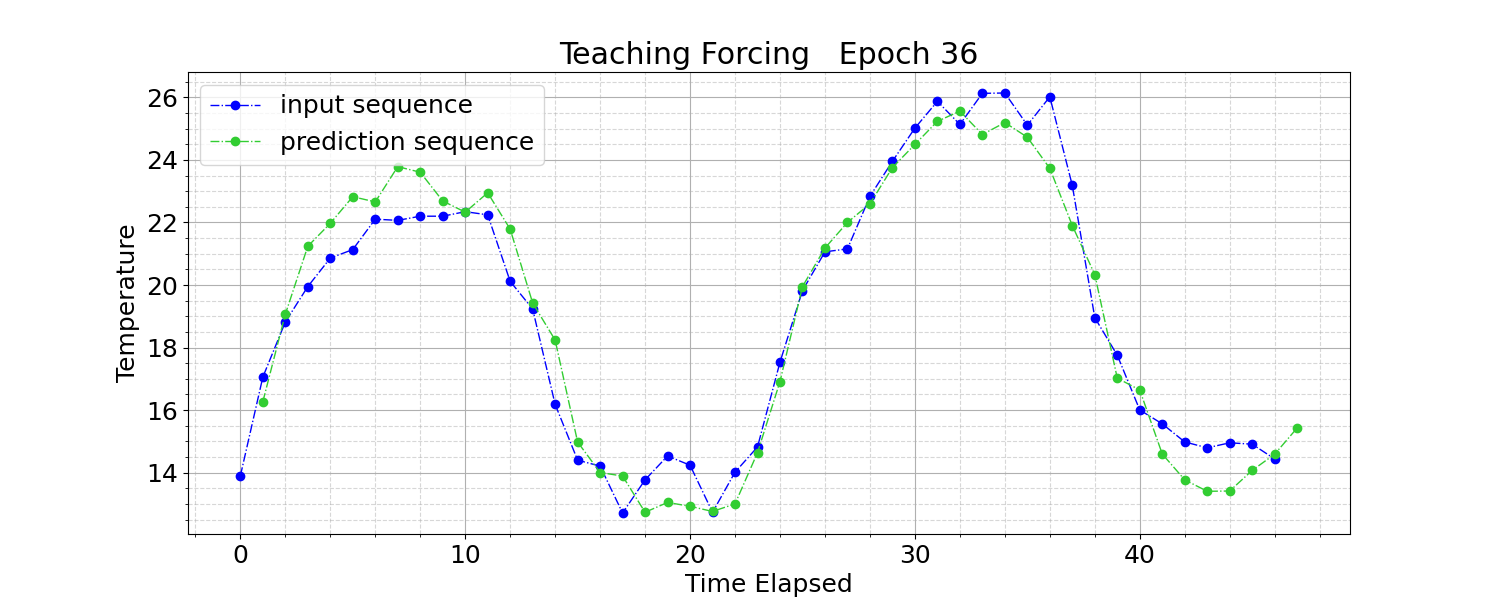 Teaching Forcing   Epoch 36
input sequence
prediction sequence
Temperature
26
24
22
20
18
16
14
0 10 20 30 40
Time Elapsed